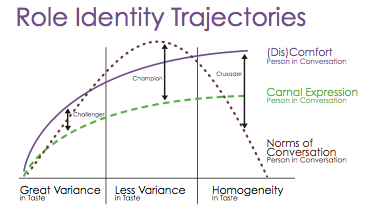 Role Identity Trajectories
(Dis)Comfort
Person in Conversation
Champion
Crusader
Carnal Expression
Person in Conversation
Challenger
Norms of
Conversation
Person in Conversation
Great Variance
in Taste
Less Variance
in Taste
Homogeneity
in Taste